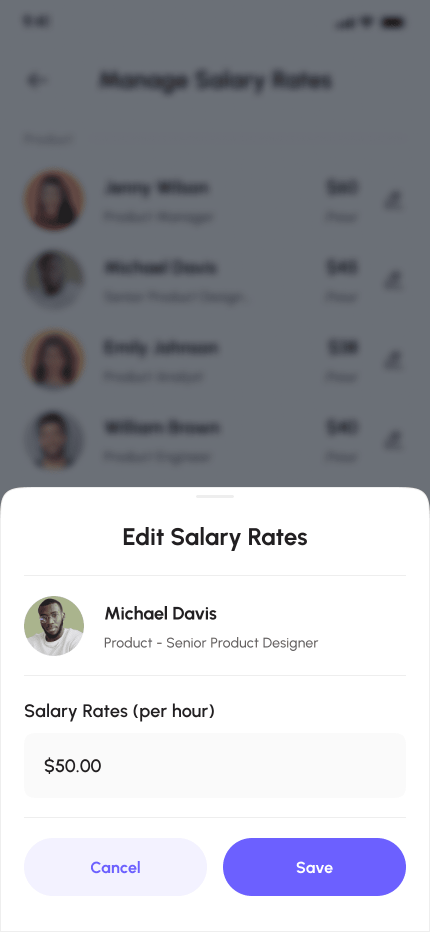 9:41
Manage Salary Rates
Product
Jenny Wilson
$60
Product Manager
/hour
Michael Davis
Senior Product Design...
/hour
Emily Johnson
$38
Product Analyst
/hour
William Brown
$40
Product Engineer
/hour
Edit Salary Rates
Michael Davis
Product - Senior Product Designer
Salary Rates (per hour)
$50.00
Cancel
Save